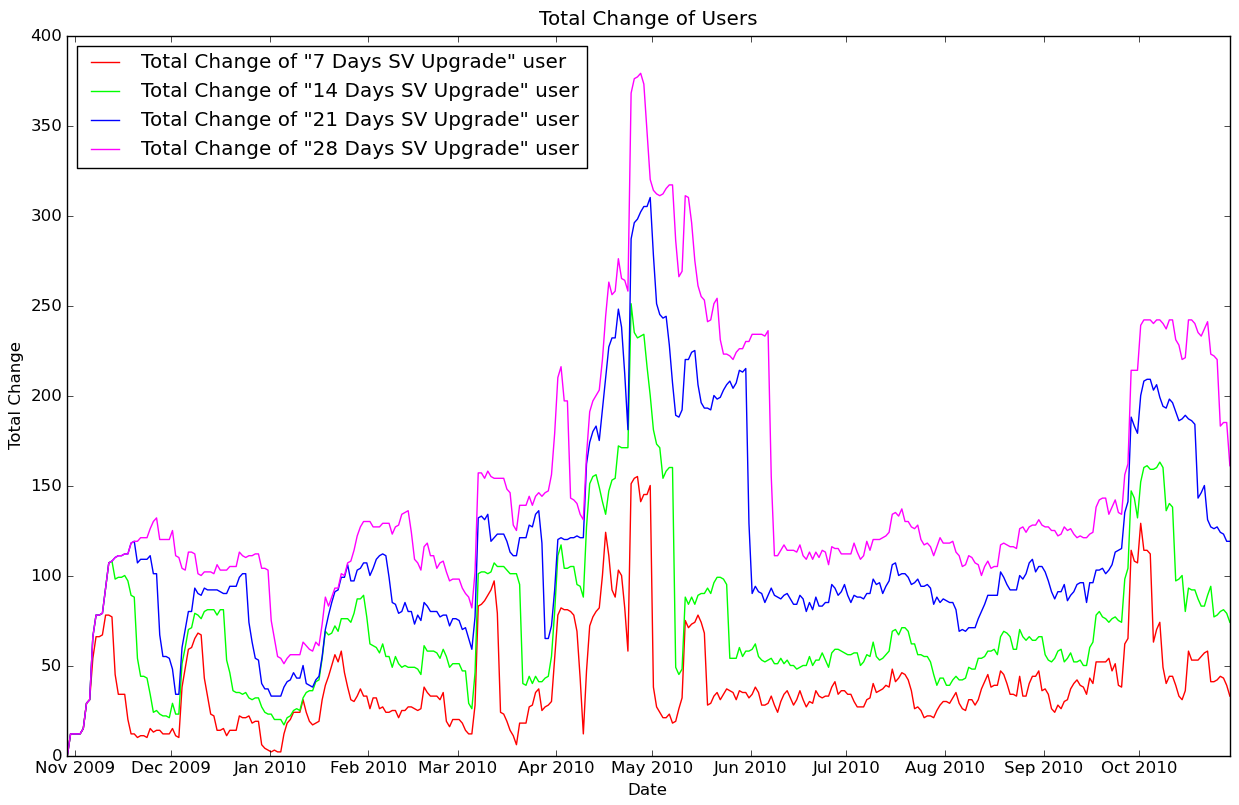 Total Change of Users
400
350
300
250
200
150
100
50
0
Total Change
Total Change of "7 Days SV Upgrade" user
Total Change of "14 Days SV Upgrade" user
Total Change of "21 Days SV Upgrade" user
Total Change of "28 Days SV Upgrade" user
Nov 2009 Dec 2009 Jan 2010 Feb 2010 Mar 2010 Apr 2010 May 2010 Jun 2010 Jul 2010 Aug 2010 Sep 2010 Oct 2010
Date